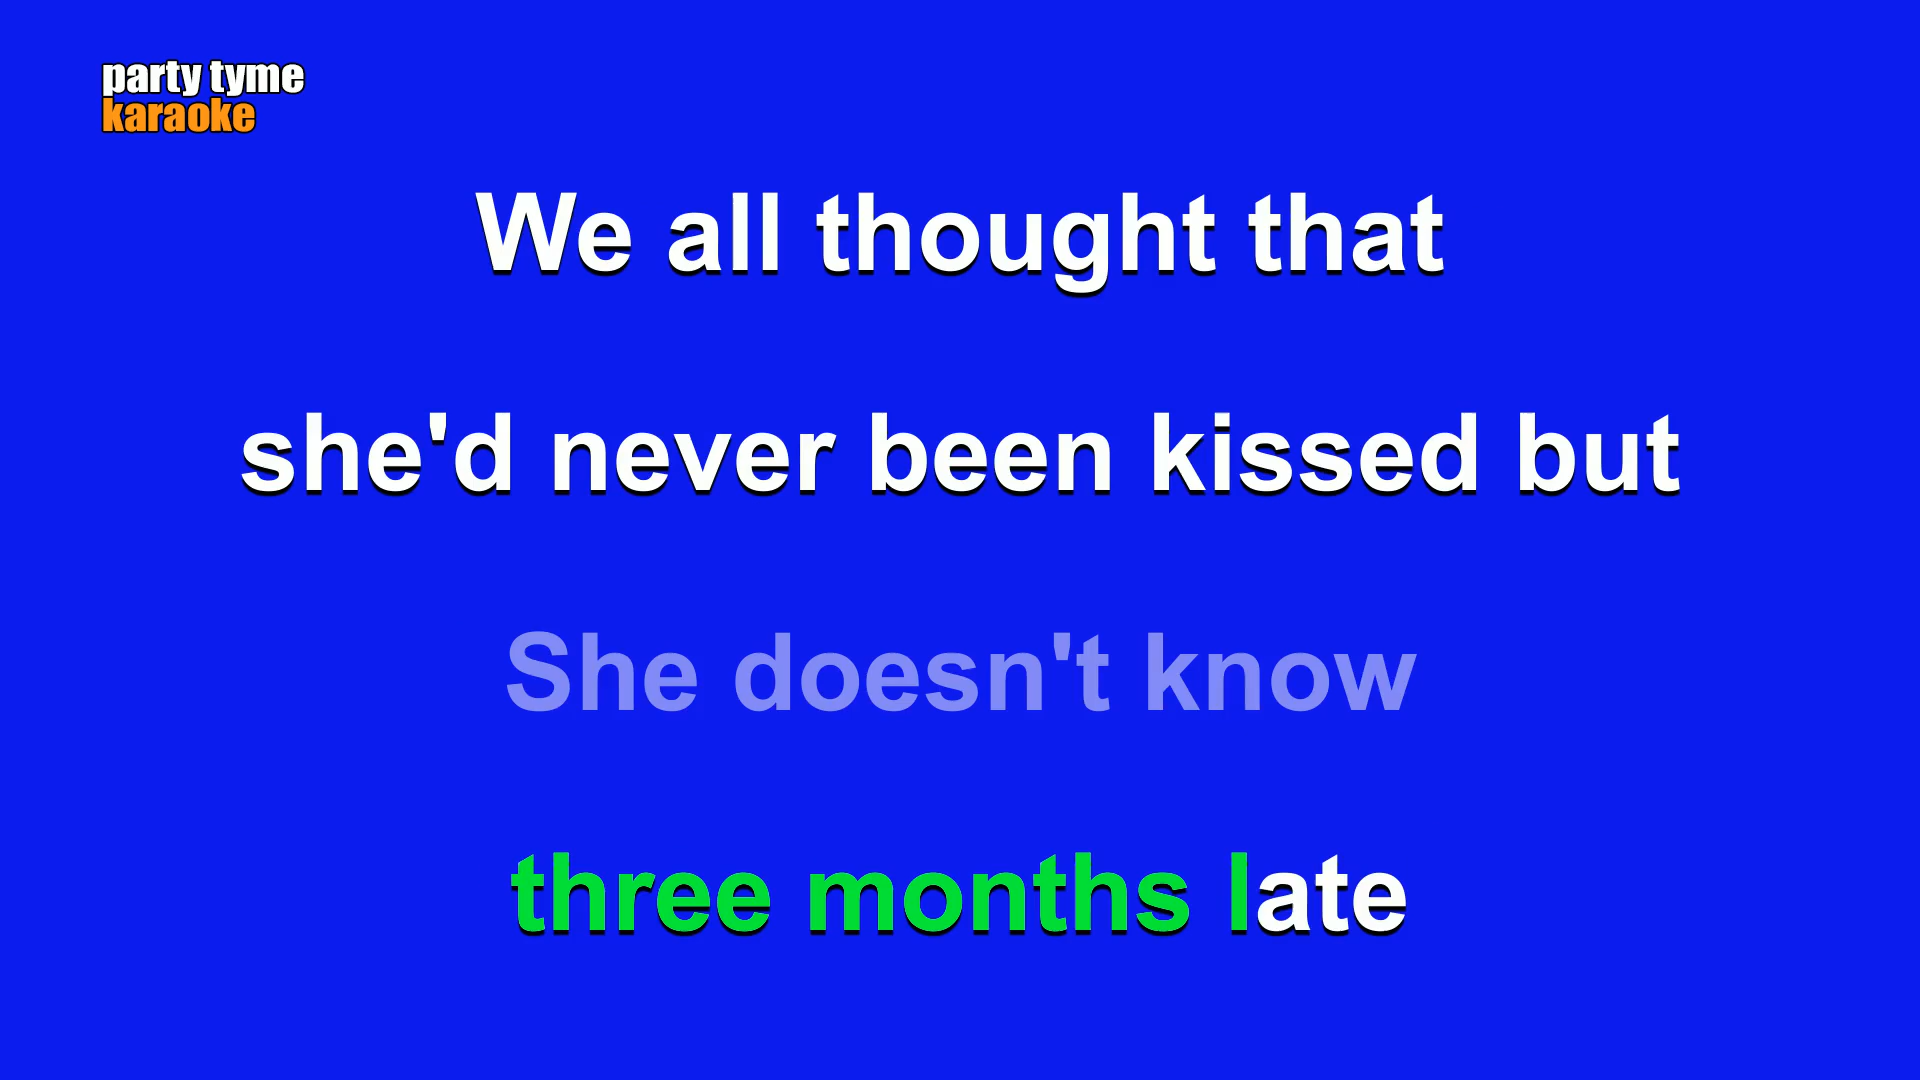 party tyme
karaoke
We all thought that
she'd never been kissed but
She doesn't know
three months late